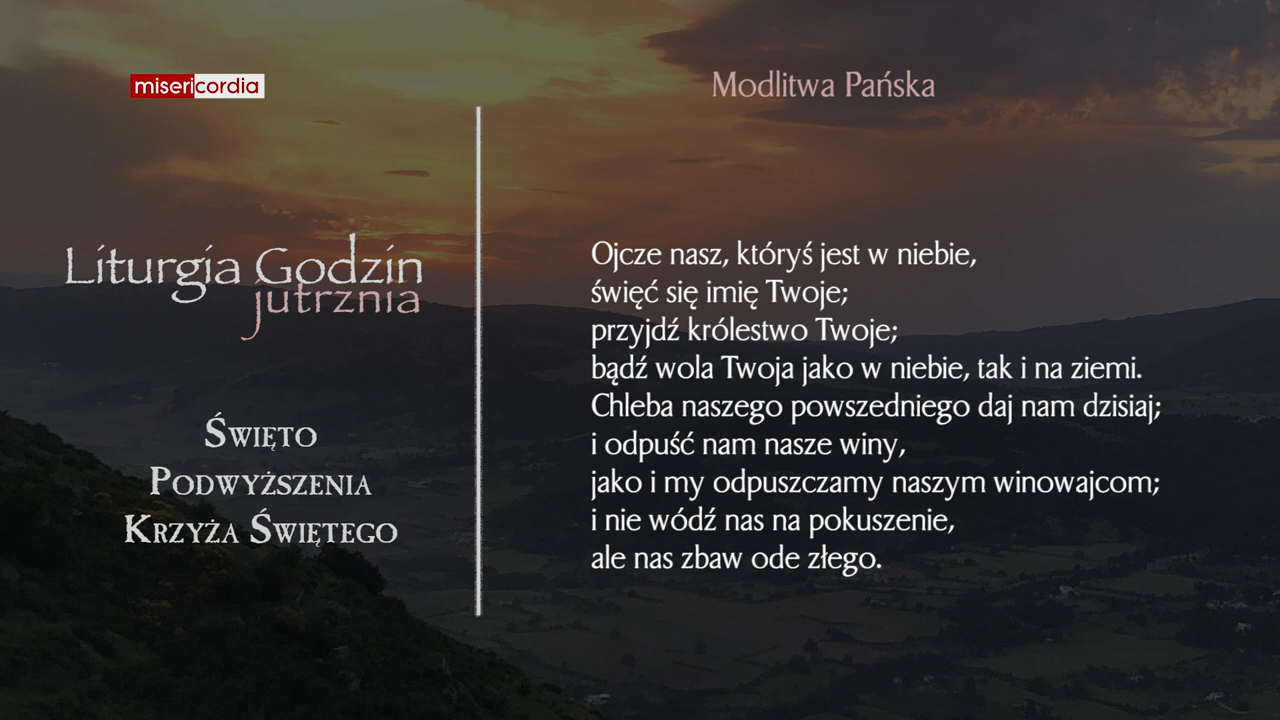 misericordia
Liturgia Godzin
jutrznia
Święto
Podwyższenia
Krzyża Świętego
Modlitwa Pańska
Ojcze nasz, któryś jest w niebie,
święć się imię Twoje;
przyjdź królestwo Twoje;
bądź wola Twoja jako w niebie, tak i na ziemi.
Chleba naszego powszedniego daj nam dzisiaj;
i odpuść nam nasze winy,
jako i my odpuszczamy naszym winowajcom;
i nie wódź nas na pokuszenie,
ale nas zbaw ode złego.